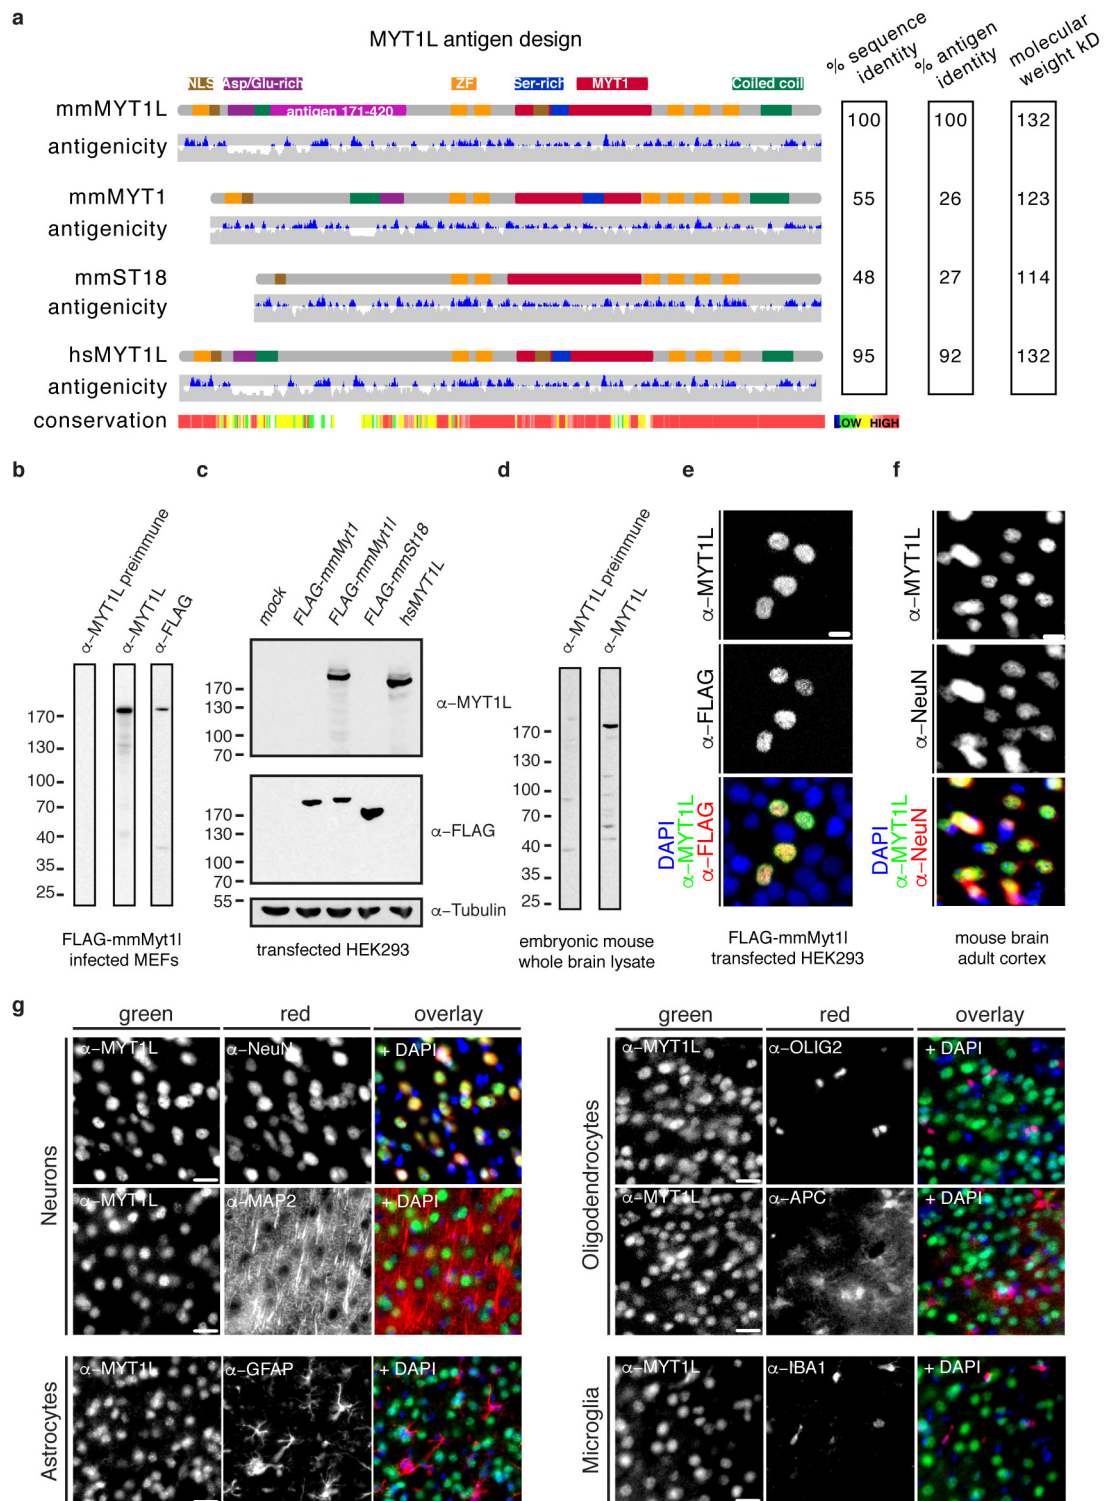 a
MYT1L antigen design
% sequence identity
% antigen identity
molecular weight kD
NLS Asp/Glu-rich ZF Ser-rich MYT1 Coiled coil
mmMYT1L antigen 171-420 100 100 132
antigenicity
mmMYT1 55 26 123
antigenicity
mmST18 48 27 114
antigenicity
hsMYT1L 95 92 132
antigenicity
conservation LOW HIGH
b
α–MYT1L preimmune
α–MYT1L
α–FLAG
170
130
100
70
40
35
25
FLAG-mmMyt1l
infected MEFs
c
mock
FLAG-mmMyt1
FLAG-mmMyt1l
FLAG-mmSt18
hsMYT1L
170
130
100
70
α–MYT1L
170
130
100
70
α–FLAG
55
α–Tubulin
transfected HEK293
d
α–MYT1L preimmune
α–MYT1L
170
130
100
70
40
35
25
embryonic mouse
whole brain lysate
e
α–MYT1L
α–FLAG
DAPI
α–MYT1L
α–FLAG
FLAG-mmMyt1l
transfected HEK293
f
α–MYT1L
α–NeuN
DAPI
α–MYT1L
α–NeuN
mouse brain
adult cortex
g
green red overlay
Neurons
α–MYT1L α–NeuN + DAPI
α–MYT1L α–MAP2 + DAPI
Astrocytes
α–MYT1L α–GFAP + DAPI
green red overlay
Oligodendrocytes
α–MYT1L α–OLIG2 + DAPI
α–MYT1L α–APC + DAPI
Microglia
α–MYT1L α–IBA1 + DAPI